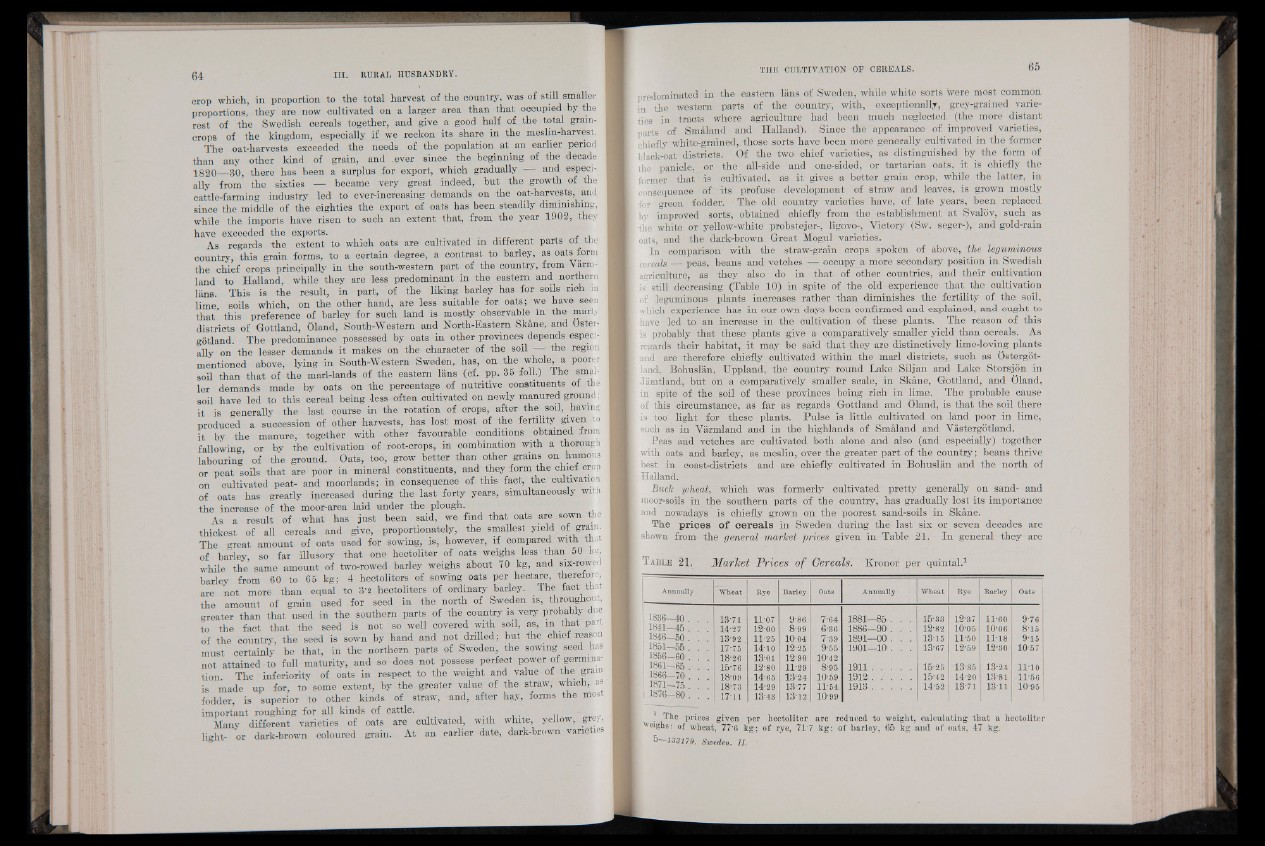 64 III. RURAL HUSBANDRY.
crop which, in proportion to the total harvest of the country, was of still smaller
proportions, they are now cultivated on a larger area than that occupied by the
rest of the Swedish cereals together, and give a good half of the total grain-
crops of the kingdom, especially if we reckon its share in the meslin-harvest.
The oat-harvests exceeded the needs of the population at an earlier period
than any other kind of grain, and ever since the beginning of the decade
1820—30, there has been a surplus for export, which gradually — and especi-
ally from the sixties — became very great indeed, but the growth of the
cattle-farming industry led to ever-increasing demands on the oat-harvests, and
since the middle of the eighties the export of oats has been steadily diminishing,
while the imports have risen to such an extent that, from the year 1902, they
have exceeded the exports.
As regards the extent to which oats are cultivated in different parts of the
country, this grain forms, to a certain degree, a contrast to barley, as oats form
the chief crops principally in the south-western part of the country, from Värm-
land to Halland, while they are less predominant in the eastern and northern
läns. This is the result, in part, of the liking barley has for soils rich in
lime, soils which, on the other hand, are less suitable for oats; we have seen
that this preference of barley for such land is mostly observable in the marly
districts of Gottland, Öland, South-Western and North-Eastern Skåne, and Öster-
götland. The predominance possessed by oats in other provinces depends especi-
ally on the lesser demands it makes on the character of the soil — the region
mentioned above, lying in South-Western Sweden, has, on the whole, a poorer
soil than that of the marl-lands of the eastern läns (cf. pp. 35 foll.) The smal-
ler demands made by oats on the percentage of nutritive constituents of the
soil have led to this cereal being less often cultivated on newly manured ground;
it is generally the last course in the rotation of crops, after the soil, having
produced a succession of other harvests, has lost most of the fertility given to
it by the manure, together with other favourable conditions obtained from
fallowing, or by the cultivation of root-crops, in combination with a thorough
labouring of the ground. Oats, too, grow better than other grains on humous
or peat soils that are poor in mineral constituents, and they form the chief crop
on cultivated peat- and moorlands; in consequence of this fact, the cultivation
of oats has greatly increased during the last forty years, simultaneously with
the increase of the moor-area laid under the plough.
As a result of what has just been said, we find that oats are sown the
thickest of all cereals and give, proportionately, the smallest yield of grain.
The great amount of oats used for sowing, is, however, if compared with that
of barley, so far illusory that one hectoliter of oats weighs less than 50 kg,
while the same amount of two-rowed barley weighs about 70 kg, and six-rowed
barley from 60 to 65 kg; 4 hectoliters of sowing oats per hectare, therefore,
are not more than equal to 3·2 hectoliters of ordinary barley. The fact that
the amount of grain used for seed in the north of Sweden is, throughout,
greater than that used in the southern parts of the country is very probably due
to the fact that the seed is not so well covered with soil, as, in that part
of the country, the seed is sown by hand and not drilled; but the chief reason
must certainly be that, in the northern parts of Sweden, the sowing seed has
not attained to full maturity, and so does not possess perfect power of germina-
tion. The inferiority of oats in respect to the weight and value of the grain
is made up for, to some extent, by the greater value of the straw, which, as
fodder, is superior to other kinds of straw, and, after hay, forms the most
important roughing for all kinds of cattle.
Many different varieties of oats are cultivated, with white, yellow, grey,
light- or dark-brown coloured grain. At an earlier date, dark-brown varieties
THE CULTIVATION OF CEREALS. 65
predominated in the eastern läns of Sweden, while white sorts were most common
in the western parts of the country, with, exceptionally, grey-grained varie-
ties in tracts where agriculture had been much neglected (the more distant
parts of Småland and Halland). Since the appearance of improved varieties,
chiefly white-grained, those sorts have been more generally cultivated in the former
black-oat districts. Of the two chief varieties, as distinguished by the form of
the panicle, or the all-side and one-sided, or tartarian oats, it is chiefly the
former that is cultivated, as it gives a better grain crop, while the latter, in
consequence of its profuse development of straw and leaves, is grown mostly
for green fodder. The old country varieties have, of late years, been replaced
by improved sorts, obtained chiefly from the establishment at Svalöv, such as
the white or yellow-white probstejer-, ligovo-, Victory (Sw. seger-), and gold-rain
oats, and the dark-brown Great Mogul varieties.
In comparison with the straw-grain crops spoken of above, the leguminous
cereals — peas, beans and vetches — occupy a more secondary position in Swedish
agriculture, as they also do in that of other countries, and their cultivation
is still decreasing (Table 10) in spite of the old experience that the cultivation
of leguminous plants increases rather than diminishes the fertility of the soil,
which experience has in our own days been confirmed and explained, and ought to
have led to an increase in the cultivation of these plants. The reason of this
is probably that these plants give a comparatively smaller yield than cereals. As
regards their habitat, it may be said that they are distinctively lime-loving plants
and are therefore chiefly cultivated within the marl districts, such as Östergöt-
land, Bohuslän, Uppland, the country round Lake Siljan and Lake Storsjön in
Jämtland, but on a comparatively smaller scale, in Skåne, Gottland, and Öland,
in spite of the soil of these provinces being rich in lime. The probable cause
of this circumstance, as far as regards Gottland and Öland, is that the soil there
is too light for these plants. Pulse is little cultivated on land poor in lime,
such as in Värmland and in the highlands of Småland and Västergötland.
Peas and vetches are cultivated both alone and also (and especially) together
with oats and barley, as meslin, over the greater part of the country; beans thrive
best in coast-districts and are chiefly cultivated in Bohuslän and the north of
Halland.
Buck wheat, which was formerly cultivated pretty generally on sand- and
moor-soils in the southern parts of the country, has gradually lost its importance
and nowadays is chiefly grown on the poorest sand-soils in Skåne.
The prices of cereals in Sweden during the last six or seven decades are
shown from the general market prices given in Table 21. In general they are
TABLE 21. Market Prices of Cereals. Kronor per quintal.¹
Annually Wheat Rye Barley Oats Annually Wheat Rye Barley Oats
1836—40 . . . 13·71 11·07 9·86 7·64 1881—85 . . . 15·33 12·37 11·60 9·76
1841—45 . . . 14·27 12·00 8·99 6·36 1886—90 . . . 12·82 10·05 10·06 8·15
1846—50 . . . 13·92 11·25 10·04 7·39 1891—00 . . . 13·15 11·50 11·18 9·15
1851—55 . . . 17·75 14·10 12·25 9·55 1901—10 . . . 13·67 12·59 12·30 10·57
1856—60 . . . 18·26 13·01 12·90 10·42
1861—65 . . . 15·76 12·80 11·29 8·95 1911 . . . . . 15·25 13·85 13·24 11·10
1866—70 . . . 18·09 14·65 13·24 10·59 1912 . . . . . 15·42 14·20 13·81 11·56
1871—75 . . . 18·73 14·29 13·77 11·54 1913 . . . . . 14·52 13·71 13·11 10·95
1876—80 . . . 17·11 13·43 13·12 10·99
¹ The prices given per hectoliter are reduced to weight, calculating that a hectoliter
weighs: of wheat, 77·6 kg; of rye, 71·7 kg; of barley, 65 kg and of oats, 47 kg.
5—133179. Sweden. II.